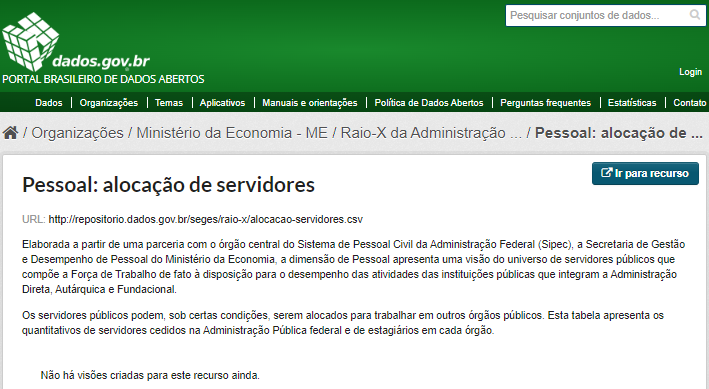 Pesquisar conjuntos de dados...
dados.gov.br
PORTAL BRASILEIRO DE DADOS ABERTOS
Login
Dados | Organizações | Temas | Aplicativos | Manuais e orientações | Política de Dados Abertos | Perguntas frequentes | Estatísticas | Contato
/ Organizações / Ministério da Economia - ME / Raio-X da Administração ... / Pessoal: alocação de ...
Ir para recurso
Pessoal: alocação de servidores
URL: http://repositorio.dados.gov.br/seges/raio-x/alocacao-servidores.csv
Elaborada a partir de uma parceria com o órgão central do Sistema de Pessoal Civil da Administração Federal (Sipec), a Secretaria de Gestão
e Desempenho de Pessoal do Ministério da Economia, a dimensão de Pessoal apresenta uma visão do universo de servidores públicos que
compõe a Força de Trabalho de fato à disposição para o desempenho das atividades das instituições públicas que integram a Administração
Direta, Autárquica e Fundacional.
Os servidores públicos podem, sob certas condições, serem alocados para trabalhar em outros órgãos públicos. Esta tabela apresenta os
quantitativos de servidores cedidos na Administração Pública federal e de estagiários em cada órgão.
Não há visões criadas para este recurso ainda.